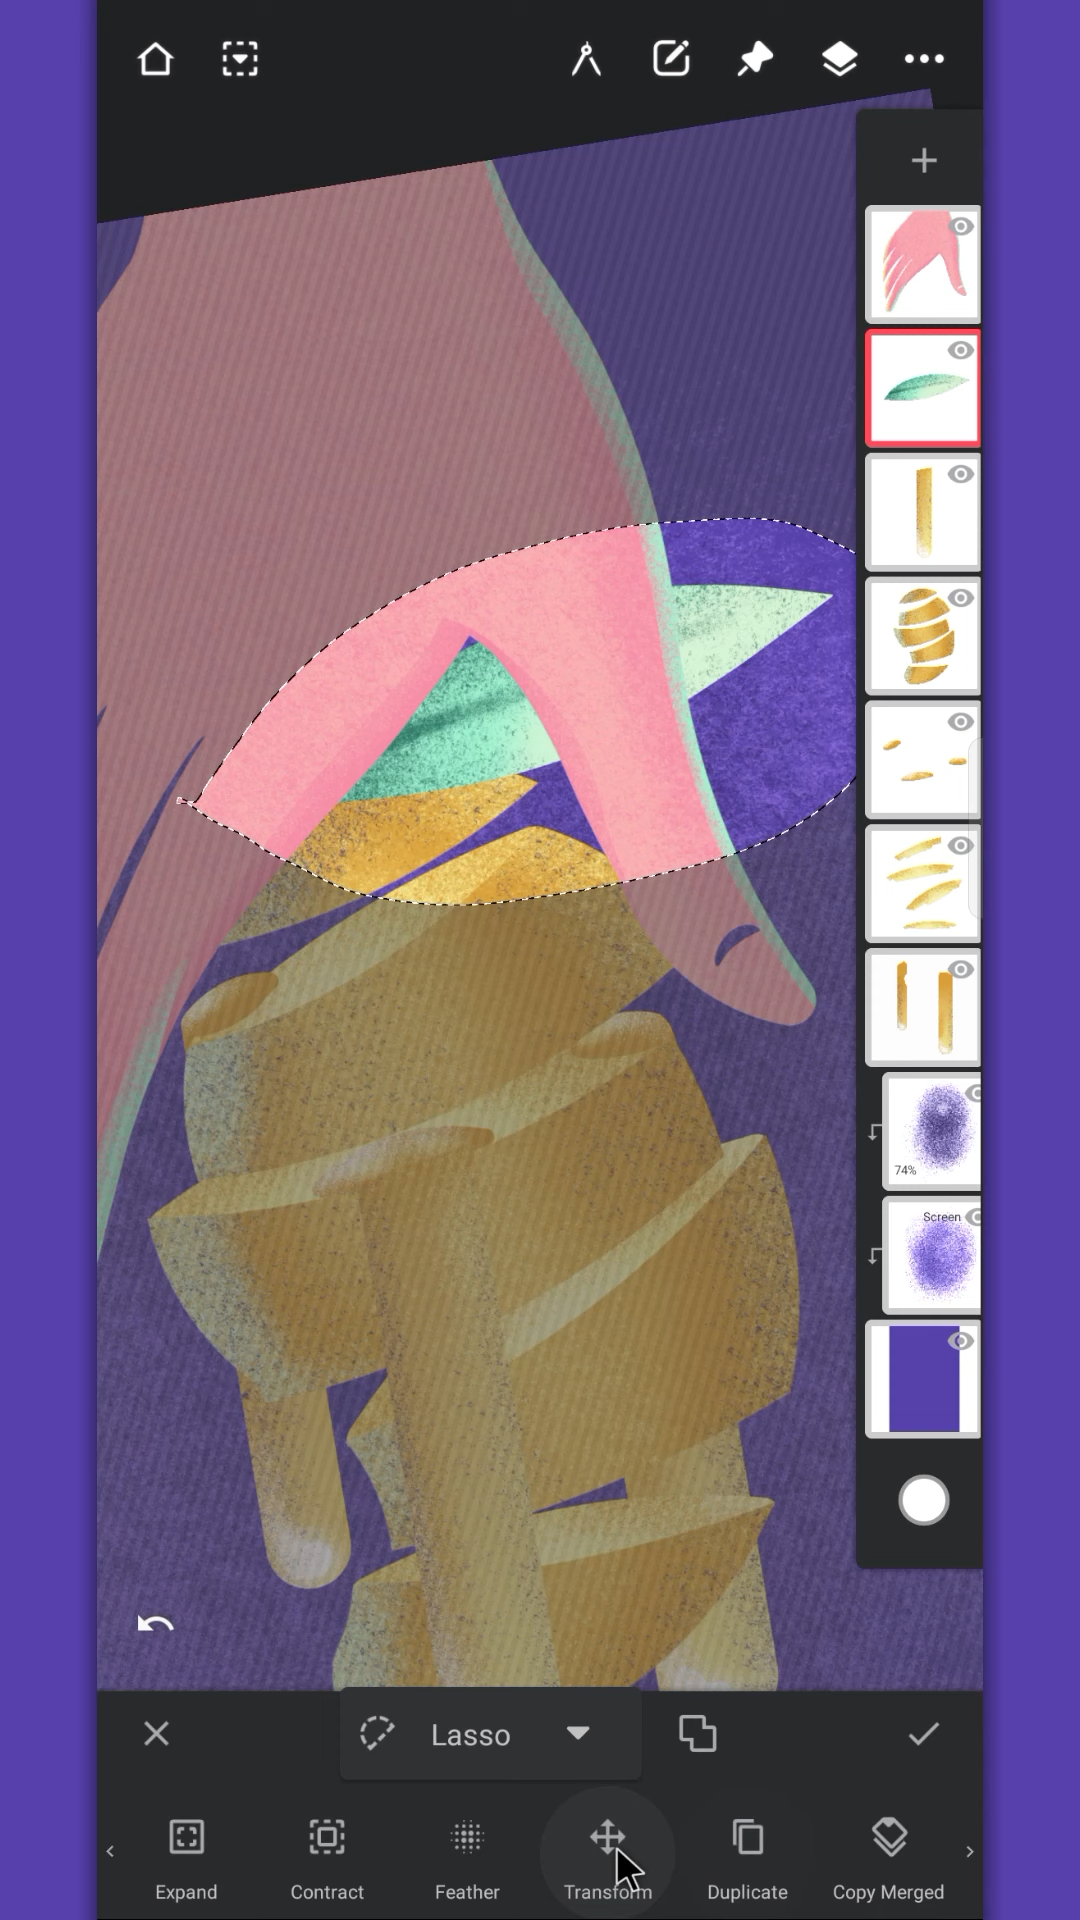 74%
Screen
Lasso
Expand
Contract
Feather
Transform
Duplicate
Copy Merged